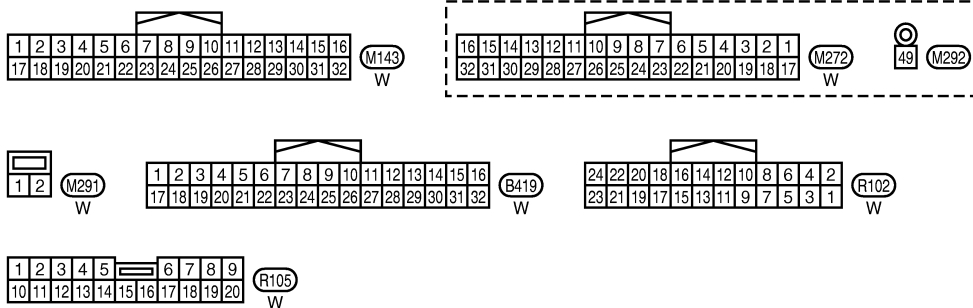 1 2 3 4 5 6 7 8 9 10 11 12 13 14 15 16
17 18 19 20 21 22 23 24 25 26 27 28 29 30 31 32
M143
W
16 15 14 13 12 11 10 9 8 7 6 5 4 3 2 1
32 31 30 29 28 27 26 25 24 23 22 21 20 19 18 17
M272
W
49
M292
1 2
M291
W
1 2 3 4 5 6 7 8 9 10 11 12 13 14 15 16
17 18 19 20 21 22 23 24 25 26 27 28 29 30 31 32
B419
W
24 22 20 18 16 14 12 10 8 6 4 2
23 21 19 17 15 13 11 9 7 5 3 1
R102
W
1 2 3 4 5 6 7 8 9
10 11 12 13 14 15 16 17 18 19 20
R105
W